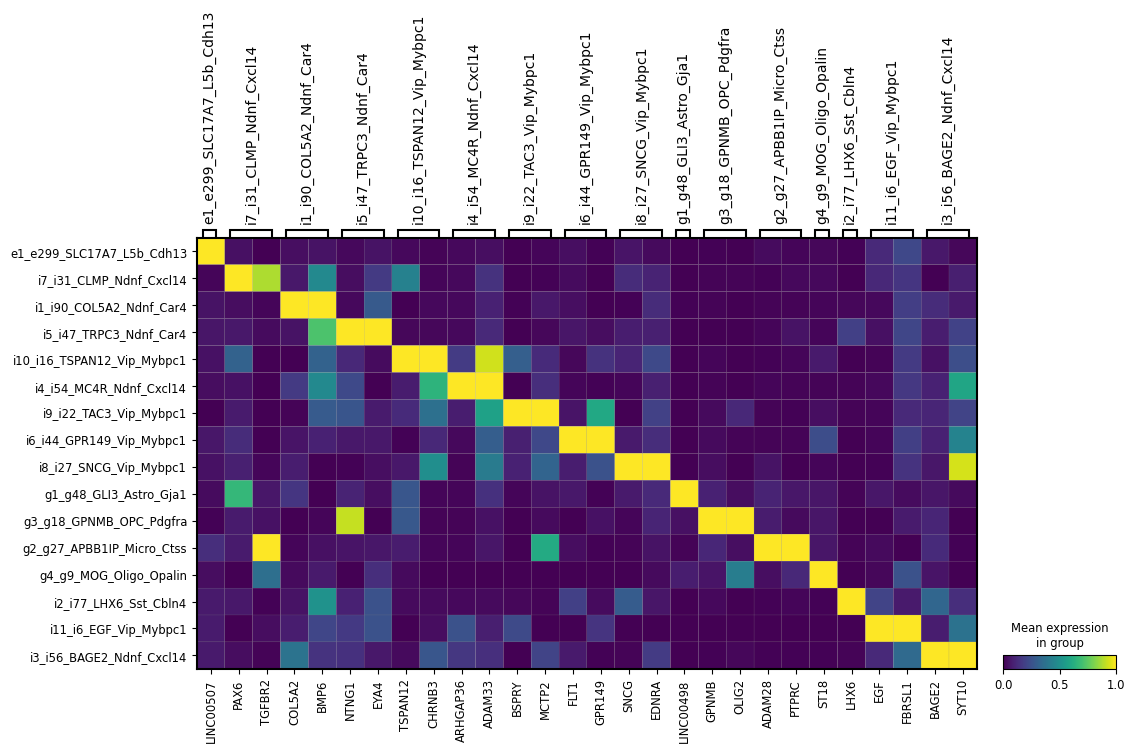 e1_e299_SLC17A7_L5b_Cdh13
i7_i31_CLMP_Ndnf_Cxcl14
i1_i90_COL5A2_Ndnf_Car4
i5_i47_TRPC3_Ndnf_Car4
i10_i16_TSPAN12_Vip_Mybpc1
i4_i54_MC4R_Ndnf_Cxcl14
i9_i22_TAC3_Vip_Mybpc1
i6_i44_GPR149_Vip_Mybpc1
i8_i27_SNCG_Vip_Mybpc1
g1_g48_GLI3_Astro_Gja1
g3_g18_GPNMB_OPC_Pdgfra
g2_g27_APBB1IP_Micro_Ctss
g4_g9_MOG_Oligo_Opalin
i2_i77_LHX6_Sst_Cbln4
i11_i6_EGF_Vip_Mybpc1
i3_i56_BAGE2_Ndnf_Cxcl14
e1_e299_SLC17A7_L5b_Cdh13
i7_i31_CLMP_Ndnf_Cxcl14
i1_i90_COL5A2_Ndnf_Car4
i5_i47_TRPC3_Ndnf_Car4
i10_i16_TSPAN12_Vip_Mybpc1
i4_i54_MC4R_Ndnf_Cxcl14
i9_i22_TAC3_Vip_Mybpc1
i6_i44_GPR149_Vip_Mybpc1
i8_i27_SNCG_Vip_Mybpc1
g1_g48_GLI3_Astro_Gja1
g3_g18_GPNMB_OPC_Pdgfra
g2_g27_APBB1IP_Micro_Ctss
g4_g9_MOG_Oligo_Opalin
i2_i77_LHX6_Sst_Cbln4
i11_i6_EGF_Vip_Mybpc1
i3_i56_BAGE2_Ndnf_Cxcl14
LINC00507
PAX6
TGFBR2
COL5A2
BMP6
NTNG1
EYA4
TSPAN12
CHRNB3
ARHGAP36
ADAM33
BSPRY
MCTP2
FLT1
GPR149
SNCG
EDNRA
LINC00498
GPNMB
OLIG2
ADAM28
PTPRC
ST18
LHX6
EGF
FBRSL1
BAGE2
SYT10
Mean expression
in group
0.0 0.5 1.0